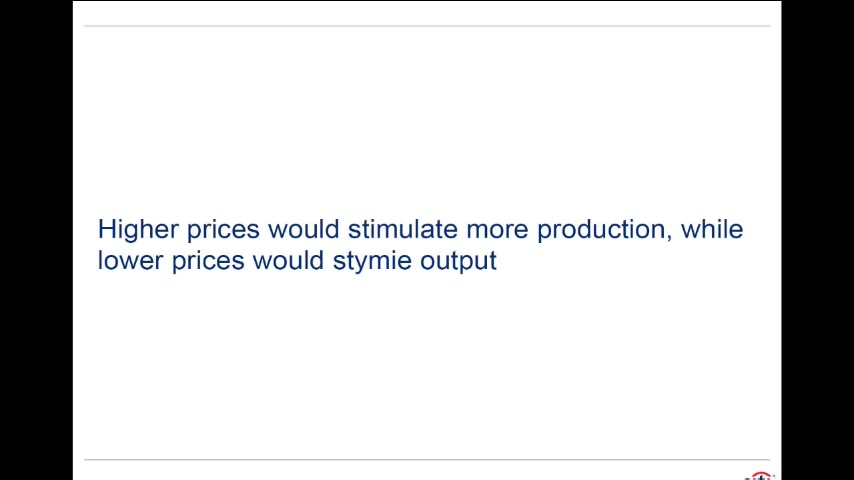 Higher prices would stimulate more production, while
lower prices would stymie output